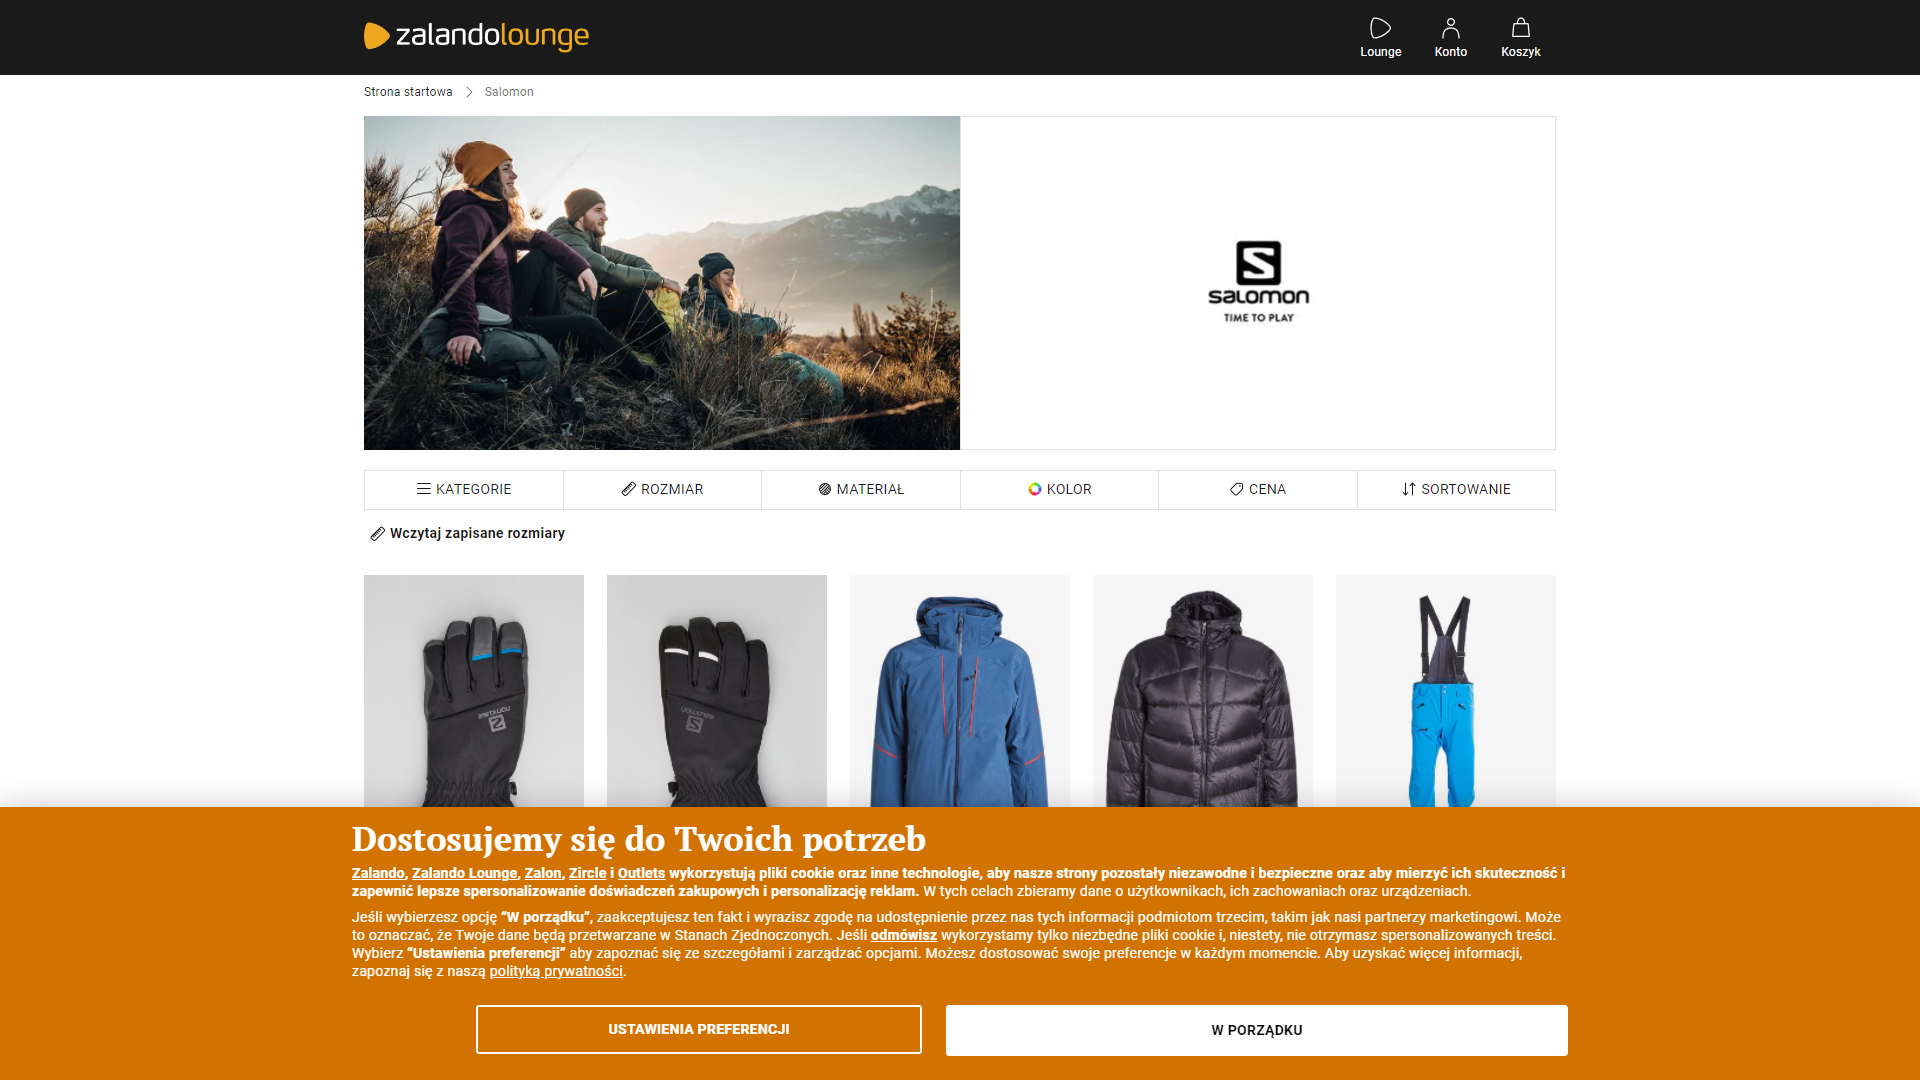 zalandolounge
Lounge
Konto
Koszyk
Strona startowa
Salomon
S
SALOMON
TIME TO PLAY
KATEGORIE
ROZMIAR
MATERIAŁ
KOLOR
CENA
SORTOWANIE
Wczytaj zapisane rozmiary
SALOMON
SALOMON
Dostosujemy się do Twoich potrzeb
Zalando, Zalando Lounge, Zalon, Zircle i Outlets wykorzystują pliki cookie oraz inne technologie, aby nasze strony pozostały niezawodne i bezpieczne oraz aby mierzyć ich skuteczność i
zapewnić lepsze spersonalizowanie doświadczeń zakupowych i personalizację reklam. W tych celach zbieramy dane o użytkownikach, ich zachowaniach oraz urządzeniach.
Jeśli wybierzesz opcję “W porządku”, zaakceptujesz ten fakt i wyrazisz zgodę na udostępnienie przez nas tych informacji podmiotom trzecim, takim jak nasi partnerzy marketingowi. Może
to oznaczać, że Twoje dane będą przetwarzane w Stanach Zjednoczonych. Jeśli odmówisz wykorzystamy tylko niezbędne pliki cookie i, niestety, nie otrzymasz spersonalizowanych treści.
Wybierz “Ustawienia preferencji” aby zapoznać się ze szczegółami i zarządzać opcjami. Możesz dostosować swoje preferencje w każdym momencie. Aby uzyskać więcej informacji,
zapoznaj się z naszą polityką prywatności.
USTAWIENIA PREFERENCJI
W PORZĄDKU